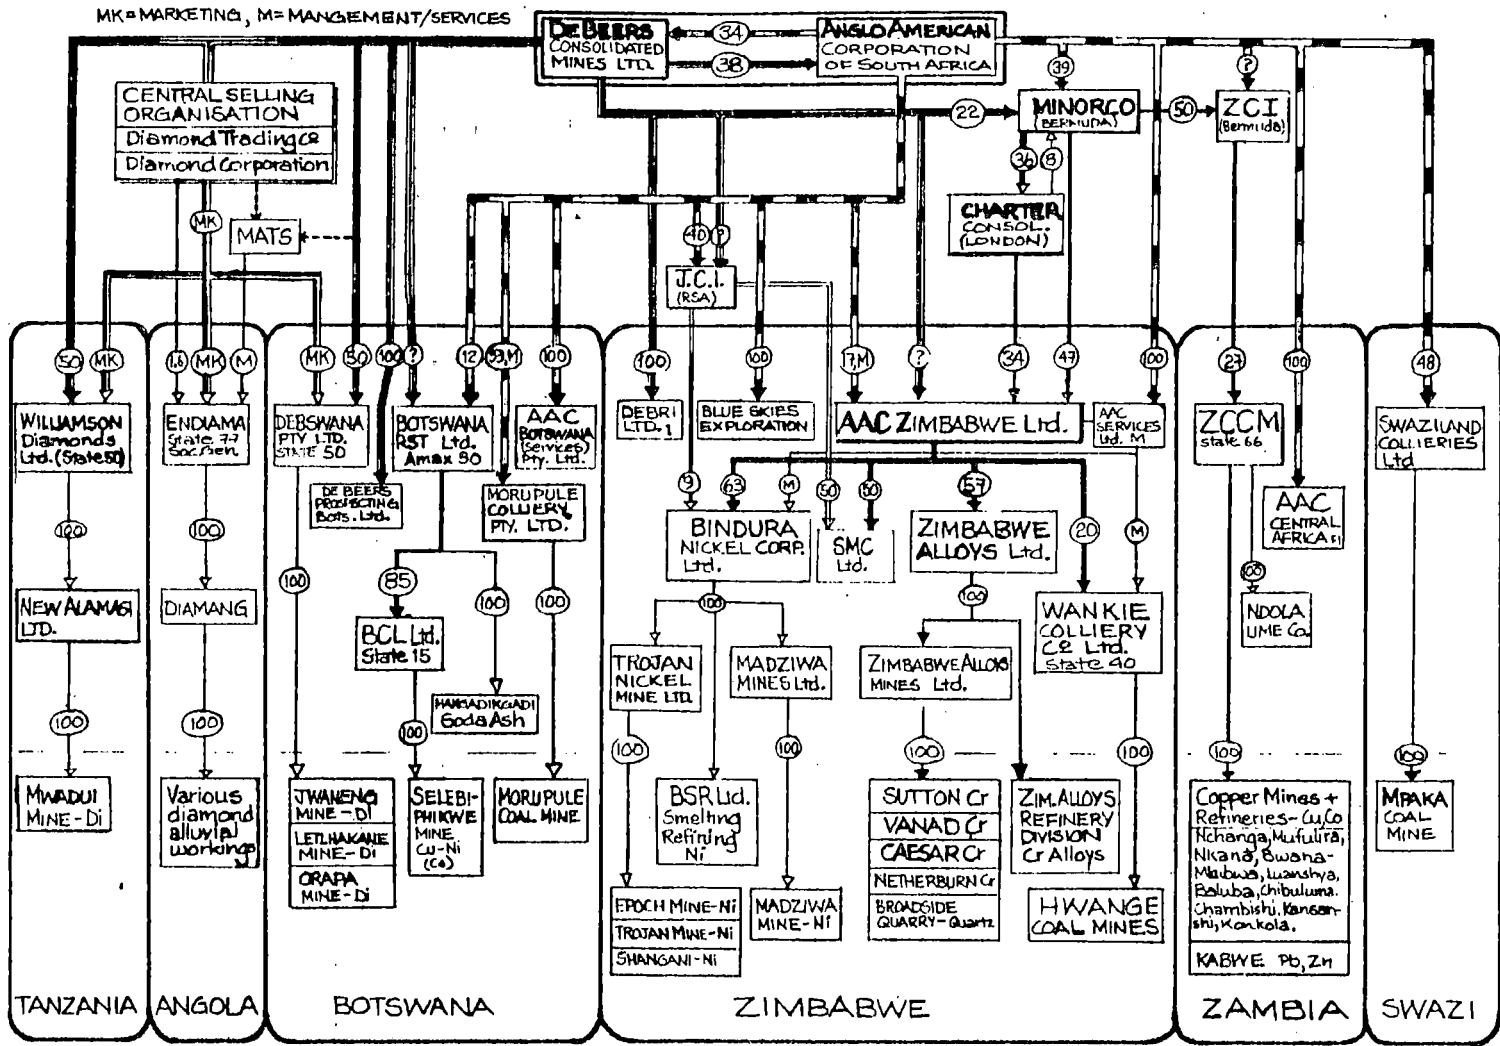 MK=MARKETING, M=MANGEMENT/SERVICES
DE BEERS
CONSOLIDATED
MINES LTD.
34
38
ANGLO AMERICAN
CORPORATION
OF SOUTH AFRICA
CENTRAL SELLING
ORGANISATION
Diamond Trading Co
Diamond Corporation
MK
MATS
39
?
22
MINORCO
(BERMUDA)
50
ZCI
(Bermuda)
36
8
CHARTER
CONSOL.
(LONDON)
40
?
J.C.I.
(RSA)
50
MK
1.6
MK
M
MK
50
100
?
12
93,M
100
100
100
17,M
?
34
47
100
27
100
48
WILLIAMSON
Diamonds
Ltd. (State 50)
ENDIAMA
State 77
DEBSWANA
PTY LTD.
STATE 50
BOTSWANA
RST Ltd.
Amax 30
AAC
BOTSWANA
(Services)
Pty. Ltd.
DEBRI
LTD.
BLUE SKIES
EXPLORATION
AAC ZIMBABWE Ltd.
AAC
SERVICES
Ltd. M
ZCCM
state 66
SWAZILAND
COLLIERIES
Ltd
DE BEERS
PROSPECTING
Bots. Ltd.
MORUPULE
COLLIERY
PTY. LTD.
9
63
M
50
50
57
20
M
BINDURA
NICKEL CORP.
Ltd.
SMC
Ltd.
ZIMBABWE
ALLOYS Ltd.
AAC
CENTRAL
AFRICA
100
100
100
85
100
100
100
100
100
NEW ALAMASI
LTD.
DIAMANG
BCL Ltd.
State 15
WANKIE
COLLIERY
Co Ltd.
State 40
NDOLA
LIME Co.
TROJAN
NICKEL
MINE LTD.
MADZIWA
MINES Ltd.
ZIMBABWE ALLOYS
MINES Ltd.
MAKGADIKGADI
Soda Ash
100
100
100
100
100
100
100
100
100
MWADUI
MINE-Di
Various
diamond
alluvial
workings
JWANENG
MINE-Di
LETLHAKANE
MINE-Di
ORAPA
MINE-Di
SELEBI-
PHIKWE
MINE
Cu-Ni
(Co)
MORUPULE
COAL MINE
BSR Ltd.
Smelting
Refining
Ni
SUTTON Cr
VANAD Cr
CAESAR Cr
NETHERBURN Cr
BROADSIDE
QUARRY-Quartz
ZIM. ALLOYS
REFINERY
DIVISION
Cr Alloys
Copper Mines +
Refineries-Cu,Co
Nchanga, Mufulira,
Nkana, Bwana-
Mkubwa, Luanshya,
Baluba, Chibuluma.
Chambishi, Kansan-
shi, Konkola.
KABWE Pb, Zn
MPAKA
COAL
MINE
EPOCH MINE-Ni
TROJAN MINE-Ni
SHANGANI-Ni
MADZIWA
MINE-Ni
HWANGE
COAL MINES
TANZANIA
ANGOLA
BOTSWANA
ZIMBABWE
ZAMBIA
SWAZI